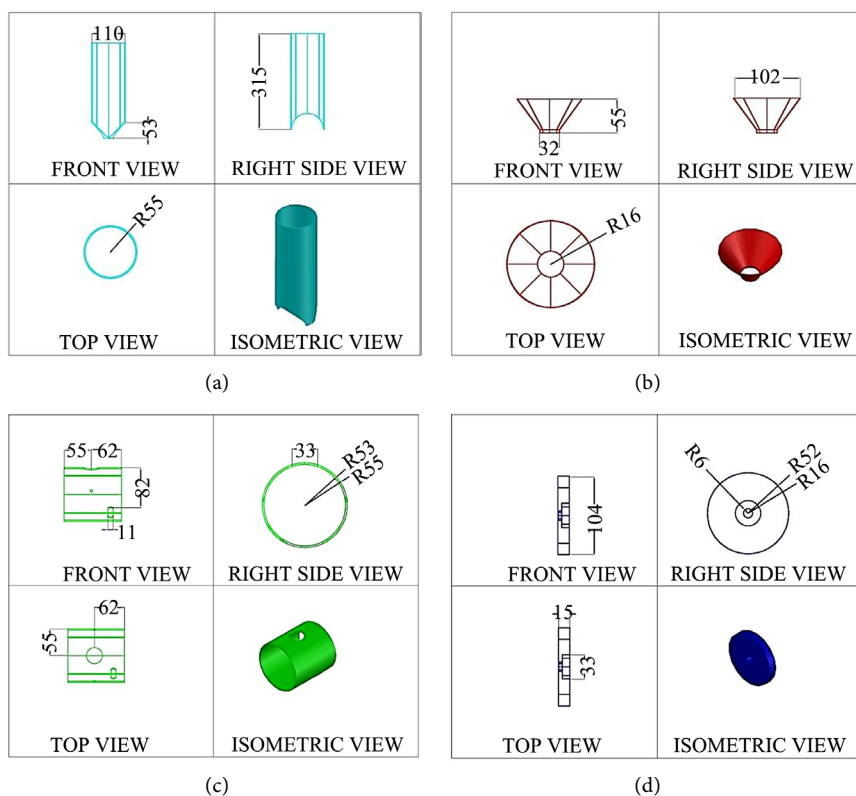 110
53
FRONT VIEW
315
RIGHT SIDE VIEW
R55
TOP VIEW
ISOMETRIC VIEW
(a)
55
32
FRONT VIEW
102
RIGHT SIDE VIEW
R16
TOP VIEW
ISOMETRIC VIEW
(b)
55 62
82
11
FRONT VIEW
33
R53
R55
RIGHT SIDE VIEW
62
55
TOP VIEW
ISOMETRIC VIEW
(c)
104
FRONT VIEW
R6
R52
R16
RIGHT SIDE VIEW
15
33
TOP VIEW
ISOMETRIC VIEW
(d)